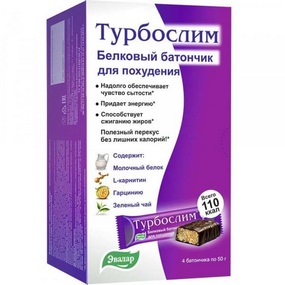 Турбослим
Белковый батончик
для похудения
• Надолго обеспечивает
чувство сытости*
• Придает энергию*
• Способствует
сжиганию жиров*
Полезный перекус
без лишних калорий!*
Содержит:
Молочный белок
L-карнитин
Гарцинию
Зеленый чай
Всего
110
ккал
Турбослим
Белковый батончик
для похудения
Эвалар
4 батончика по 50 г